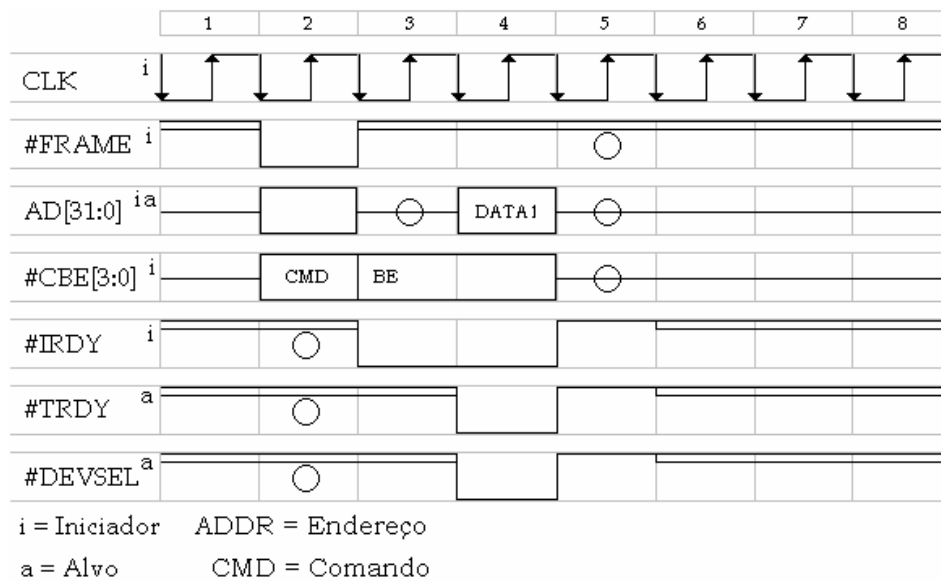 1 2 3 4 5 6 7 8
CLK i
#FRAME i
AD[31:0] ia DATA1
#CBE[3:0] i CMD BE
#IRDY i
#TRDY a
#DEVSEL a
i = Iniciador ADDR = Endereço
a = Alvo CMD = Comando